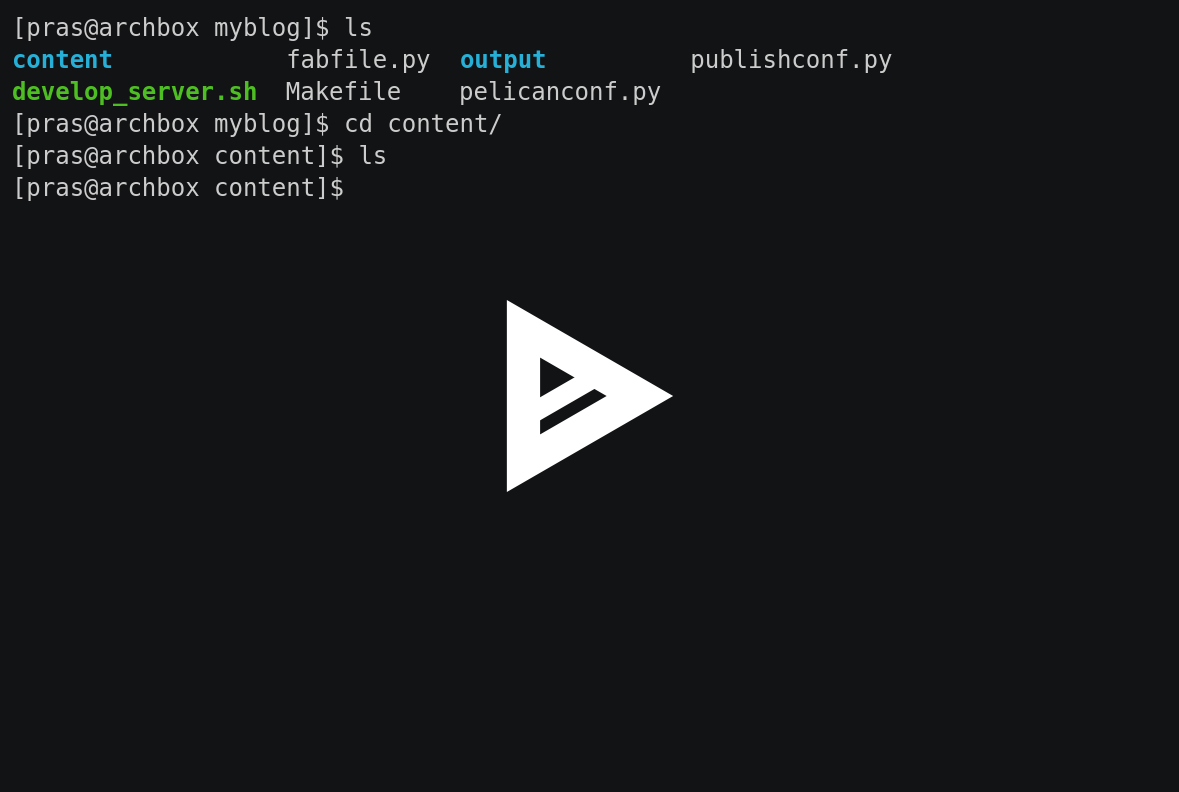 [pras@archbox myblog]$ ls
content            fabfile.py  output          publishconf.py
develop_server.sh  Makefile    pelicanconf.py
[pras@archbox myblog]$ cd content/
[pras@archbox content]$ ls
[pras@archbox content]$